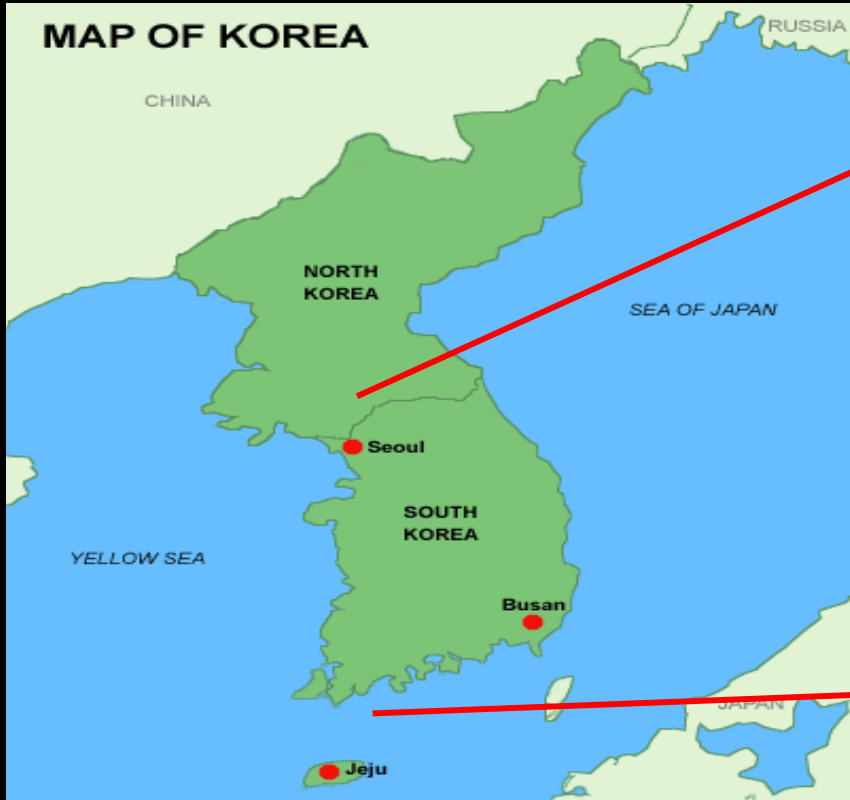 MAP OF KOREA
RUSSIA
CHINA
NORTH
KOREA
SEA OF JAPAN
Seoul
SOUTH
KOREA
YELLOW SEA
Busan
JAPAN
Jeju